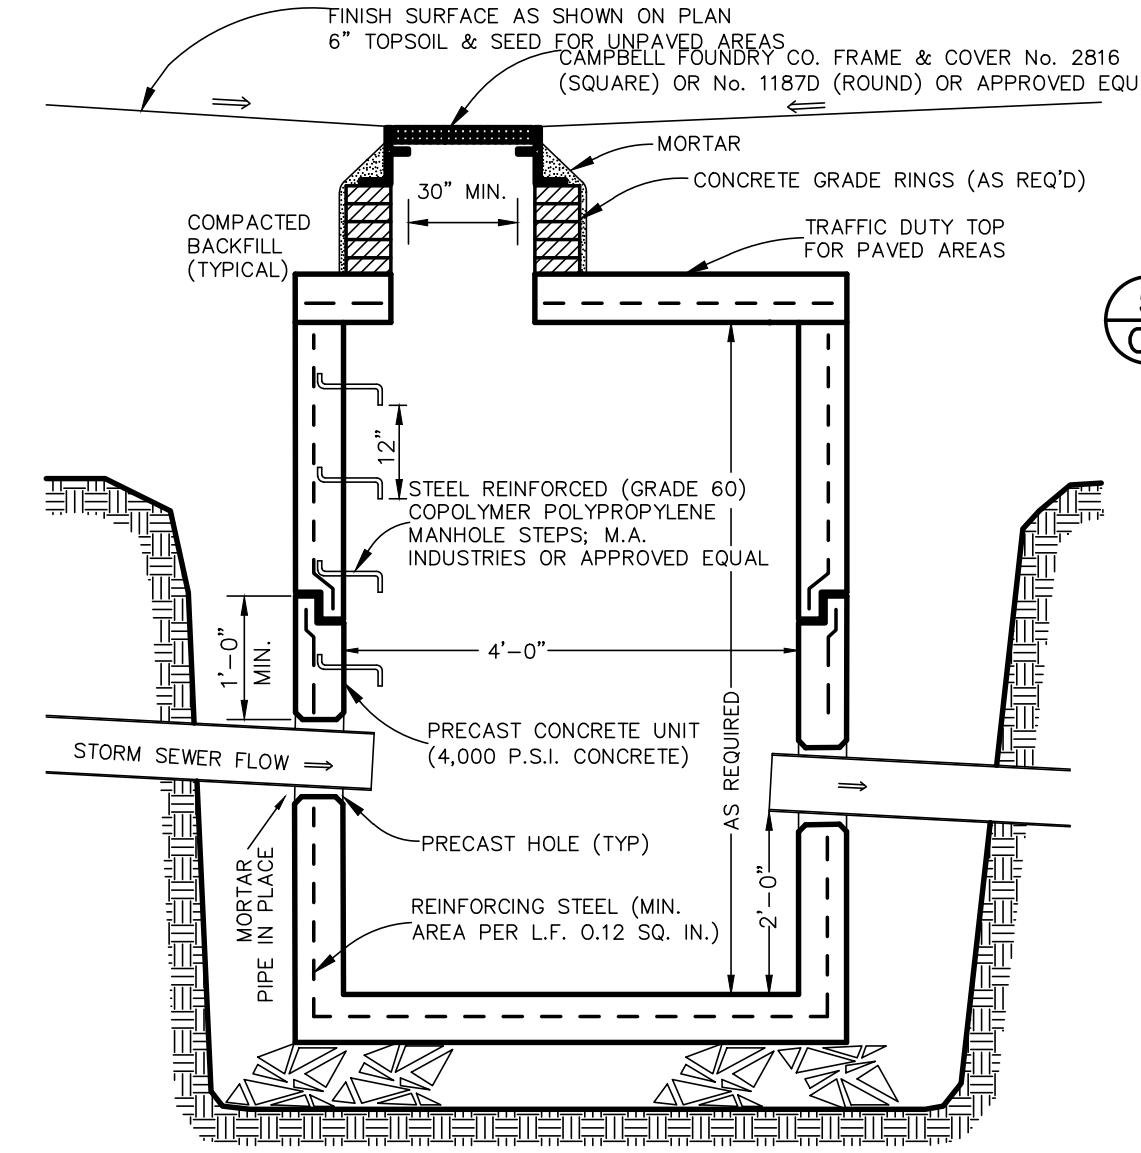 FINISH SURFACE AS SHOWN ON PLAN
6" TOPSOIL & SEED FOR UNPAVED AREAS
CAMPBELL FOUNDRY CO. FRAME & COVER No. 2816
(SQUARE) OR No. 1187D (ROUND) OR APPROVED EQU
MORTAR
30" MIN.
CONCRETE GRADE RINGS (AS REQ'D)
COMPACTED
BACKFILL
(TYPICAL)
TRAFFIC DUTY TOP
FOR PAVED AREAS
12"
STEEL REINFORCED (GRADE 60)
COPOLYMER POLYPROPYLENE
MANHOLE STEPS; M.A.
INDUSTRIES OR APPROVED EQUAL
1'-0"
MIN.
4'-0"
AS REQUIRED
PRECAST CONCRETE UNIT
(4,000 P.S.I. CONCRETE)
STORM SEWER FLOW
PRECAST HOLE (TYP)
MORTAR
PIPE IN PLACE
2'-0"
REINFORCING STEEL (MIN.
AREA PER L.F. 0.12 SQ. IN.)